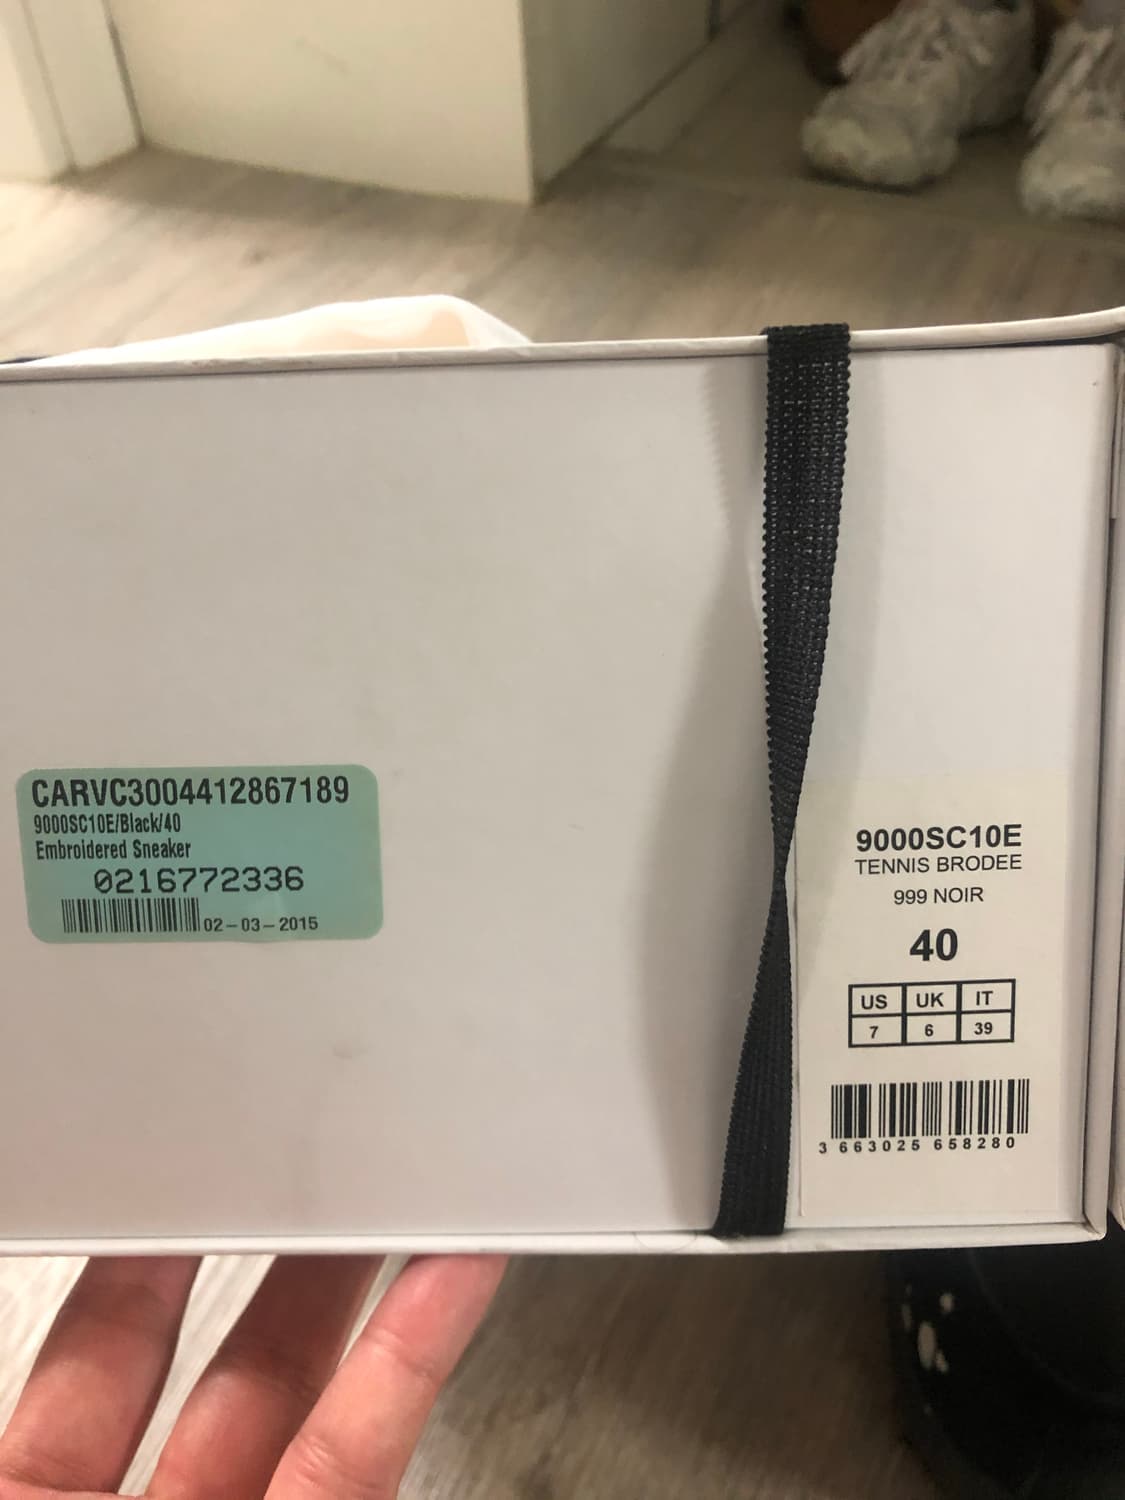 CARVC3004412867189
9000SC10E/Black/40
Embroidered Sneaker
0216772336
02-03-2015
9000SC10E
TENNIS BRODEE
999 NOIR
40
US UK IT
7 6 39
3 663025 658280